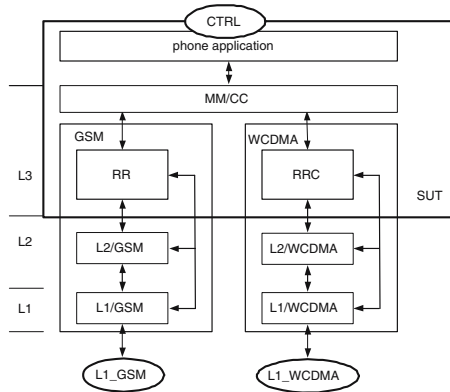 CTRL
phone application
MM/CC
GSM
WCDMA
L3
RR
RRC
SUT
L2
L2/GSM
L2/WCDMA
L1
L1/GSM
L1/WCDMA
L1_GSM
L1_WCDMA